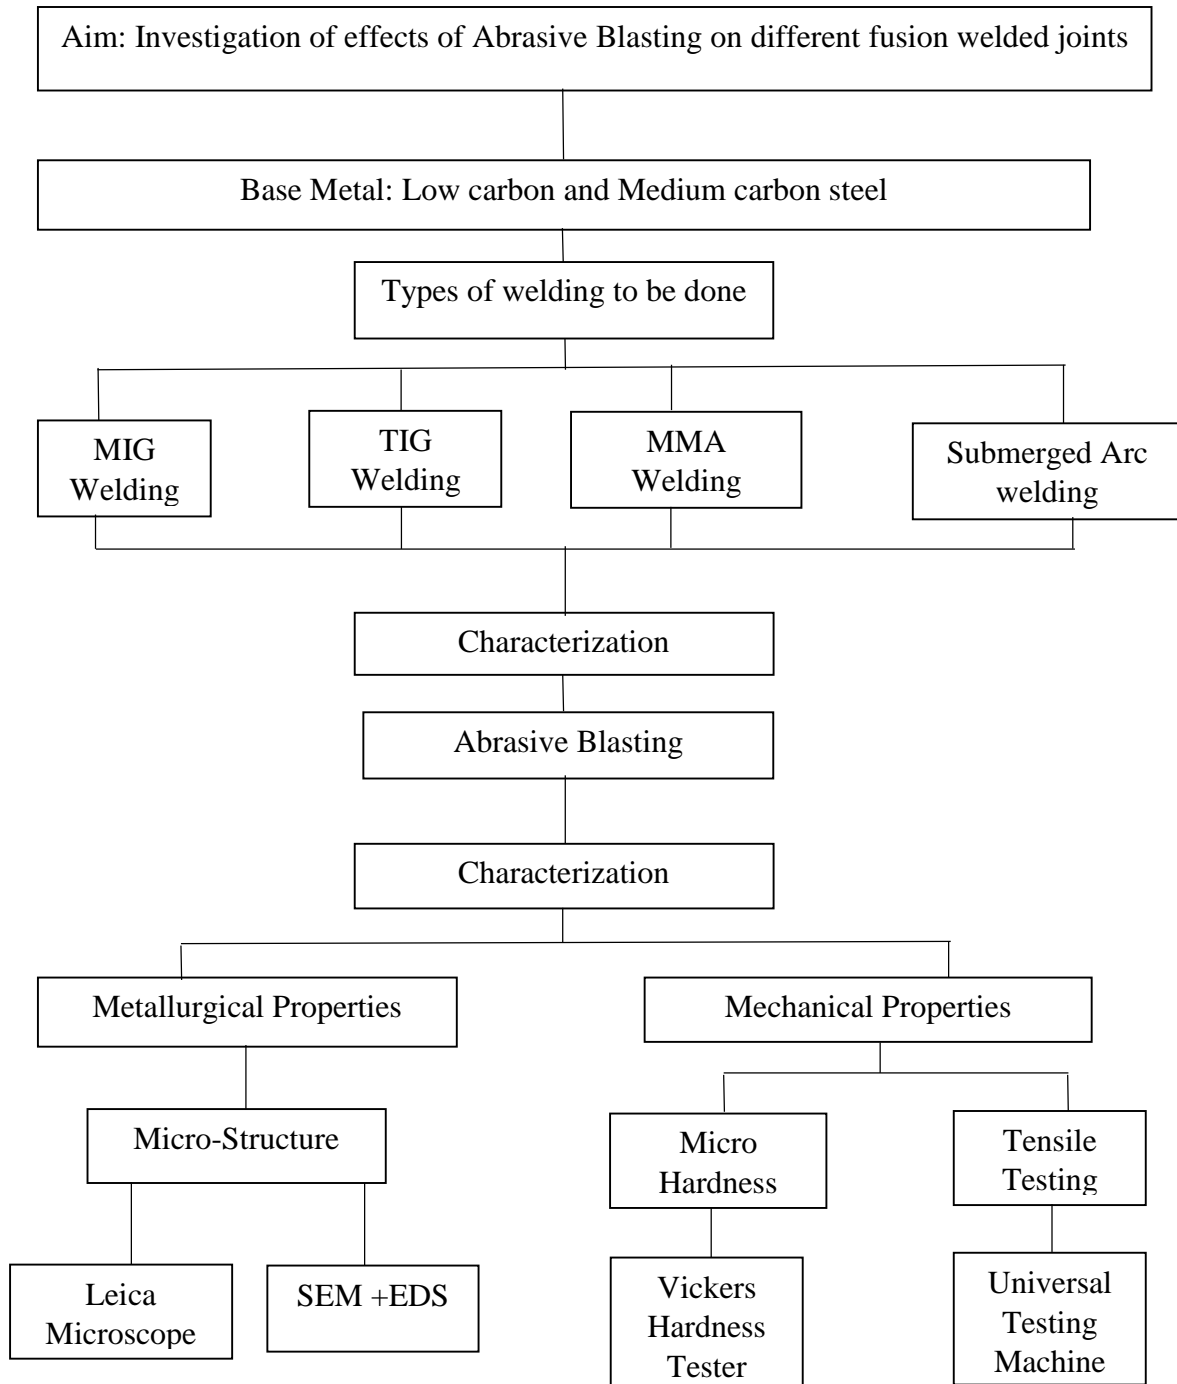 Aim: Investigation of effects of Abrasive Blasting on different fusion welded joints
Base Metal: Low carbon and Medium carbon steel
Types of welding to be done
MIG
Welding
TIG
Welding
MMA
Welding
Submerged Arc
welding
Characterization
Abrasive Blasting
Characterization
Metallurgical Properties
Mechanical Properties
Micro-Structure
Micro
Hardness
Tensile
Testing
Leica
Microscope
SEM +EDS
Vickers
Hardness
Tester
Universal
Testing
Machine